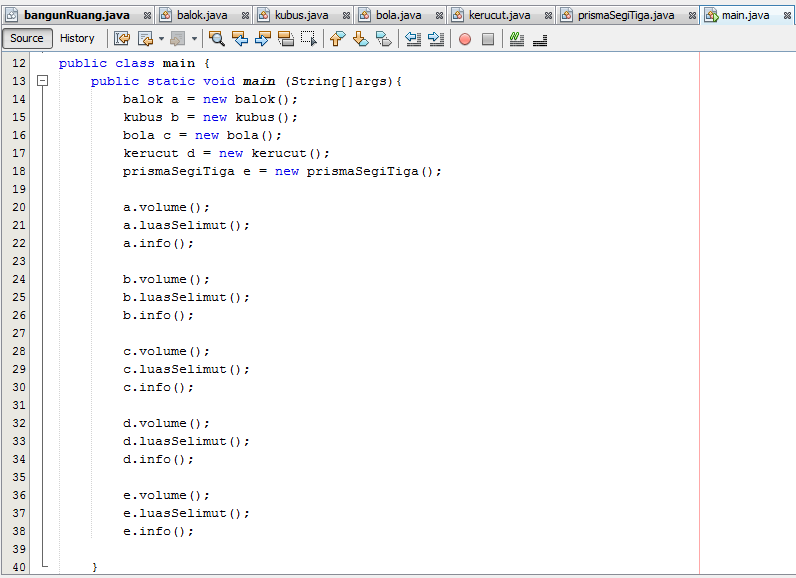 bangunRuang.java balok.java kubus.java bola.java kerucut.java prismaSegiTiga.java main.java
Source History
12 public class main {
13 public static void main (String[]args){
14 balok a = new balok();
15 kubus b = new kubus();
16 bola c = new bola();
17 kerucut d = new kerucut();
18 prismaSegiTiga e = new prismaSegiTiga();
19
20 a.volume();
21 a.luasSelimut();
22 a.info();
23
24 b.volume();
25 b.luasSelimut();
26 b.info();
27
28 c.volume();
29 c.luasSelimut();
30 c.info();
31
32 d.volume();
33 d.luasSelimut();
34 d.info();
35
36 e.volume();
37 e.luasSelimut();
38 e.info();
39
40 }